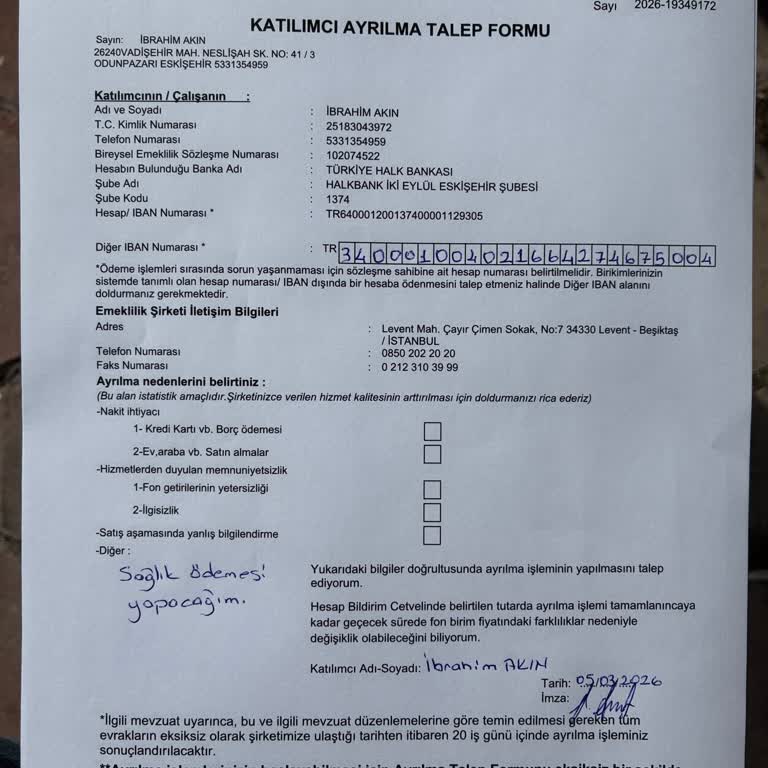 Sayı 2026-19349172
KATILIMCI AYRILMA TALEP FORMU
Sayın: İBRAHİM AKIN
26240VADİŞEHİR MAH. NESLİŞAH SK. NO: 41 / 3
ODUNPAZARI ESKİŞEHİR 5331354959
Katılımcının / Çalışanın :
Adı ve Soyadı : İBRAHİM AKIN
T.C. Kimlik Numarası : 25183043972
Telefon Numarası : 5331354959
Bireysel Emeklilik Sözleşme Numarası : 102074522
Hesabın Bulunduğu Banka Adı : TÜRKİYE HALK BANKASI
Şube Adı : HALKBANK İKİ EYLÜL ESKİŞEHİR ŞUBESİ
Şube Kodu : 1374
Hesap/ IBAN Numarası * : TR640001200137400001129305
Diğer IBAN Numarası * : TR 340001004021664274675004
*Ödeme işlemleri sırasında sorun yaşanmaması için sözleşme sahibine ait hesap numarası belirtilmelidir. Birikimlerinizin
sistemde tanımlı olan hesap numarası/ IBAN dışında bir hesaba ödenmesini talep etmeniz halinde Diğer IBAN alanını
doldurmanız gerekmektedir.
Emeklilik Şirketi İletişim Bilgileri
Adres : Levent Mah. Çayır Çimen Sokak, No:7 34330 Levent - Beşiktaş
/ İSTANBUL
Telefon Numarası : 0850 202 20 20
Faks Numarası : 0 212 310 39 99
Ayrılma nedenlerini belirtiniz :
(Bu alan istatistik amaçlıdır.Şirketinizce verilen hizmet kalitesinin arttırılması için doldurmanızı rica ederiz)
-Nakit ihtiyacı
1- Kredi Kartı vb. Borç ödemesi
2-Ev,araba vb. Satın almalar
-Hizmetlerden duyulan memnuniyetsizlik
1-Fon getirilerinin yetersizliği
2-İlgisizlik
-Satış aşamasında yanlış bilgilendirme
-Diğer :
Sağlık ödemesi
yapacağım.
Yukarıdaki bilgiler doğrultusunda ayrılma işleminin yapılmasını talep
ediyorum.
Hesap Bildirim Cetvelinde belirtilen tutarda ayrılma işlemi tamamlanıncaya
kadar geçecek sürede fon birim fiyatındaki farklılıklar nedeniyle
değişiklik olabileceğini biliyorum.
Katılımcı Adı-Soyadı: İbrahim AKIN
Tarih: 05/03/2026
İmza:
*İlgili mevzuat uyarınca, bu ve ilgili mevzuat düzenlemelerine göre temin edilmesi gereken tüm
evrakların eksiksiz olarak şirketimize ulaştığı tarihten itibaren 20 iş günü içinde ayrılma işleminiz
sonuçlandırılacaktır.